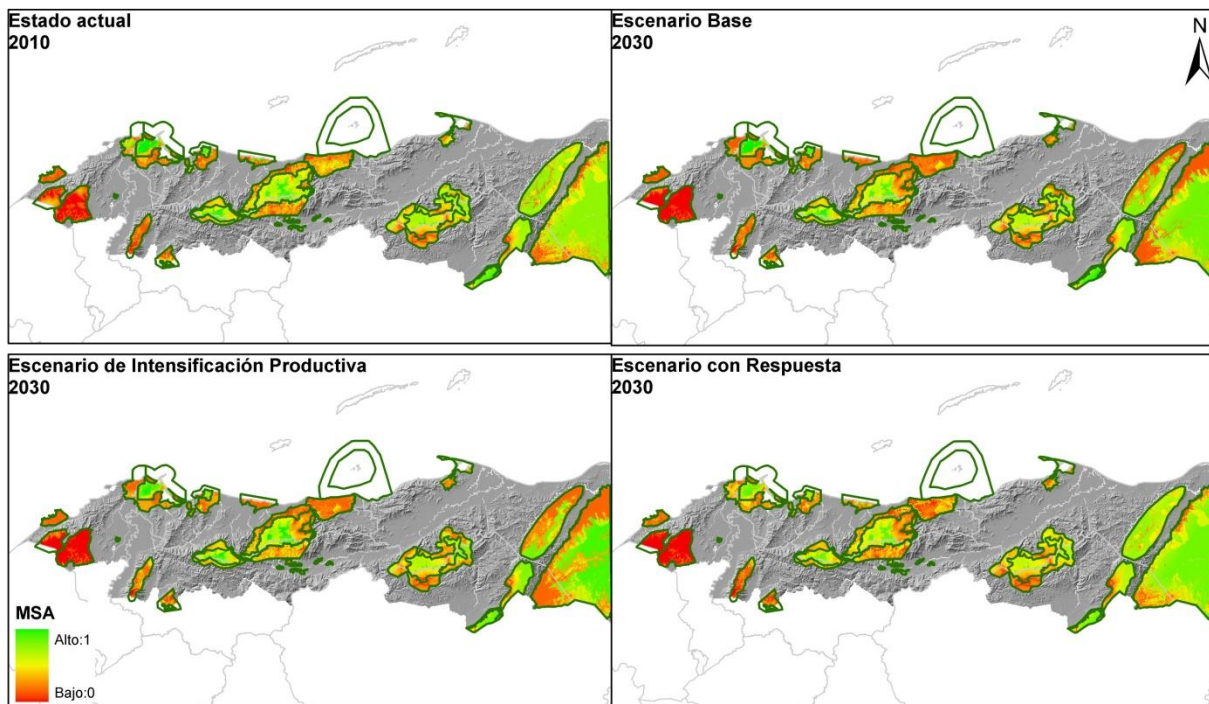 Estado actual
2010
Escenario Base
2030
N
Escenario de Intensificación Productiva
2030
Escenario con Respuesta
2030
MSA
Alto:1
Bajo:0